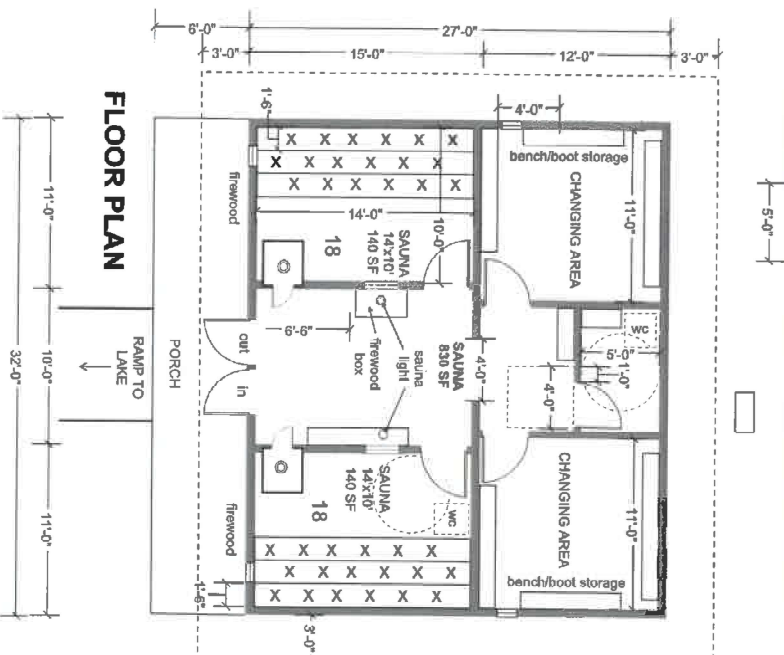 6'-0"
27'-0"
3'-0"
15'-0"
12'-0"
3'-0"
1'-6"
4'-0"
5'-0"
FLOOR PLAN
32'-0"
11'-0"
10'-0"
11'-0"
firewood
X X X X X X
X X X X X X
X X X X X X
14'-0"
10'-0"
18
SAUNA
14'x10'
140 SF
bench/boot storage
CHANGING AREA
11'-0"
PORCH
RAMP TO
LAKE
out
in
6'-6"
firewood
box
sauna
light
SAUNA
830 SF
4'-0"
4'-0"
WC
5'-0"
1'-0"
firewood
18
SAUNA
14'x10'
140 SF
WC
X X X X X X
X X X X X X
X X X X X X
1'-6"
3'-0"
CHANGING AREA
11'-0"
bench/boot storage